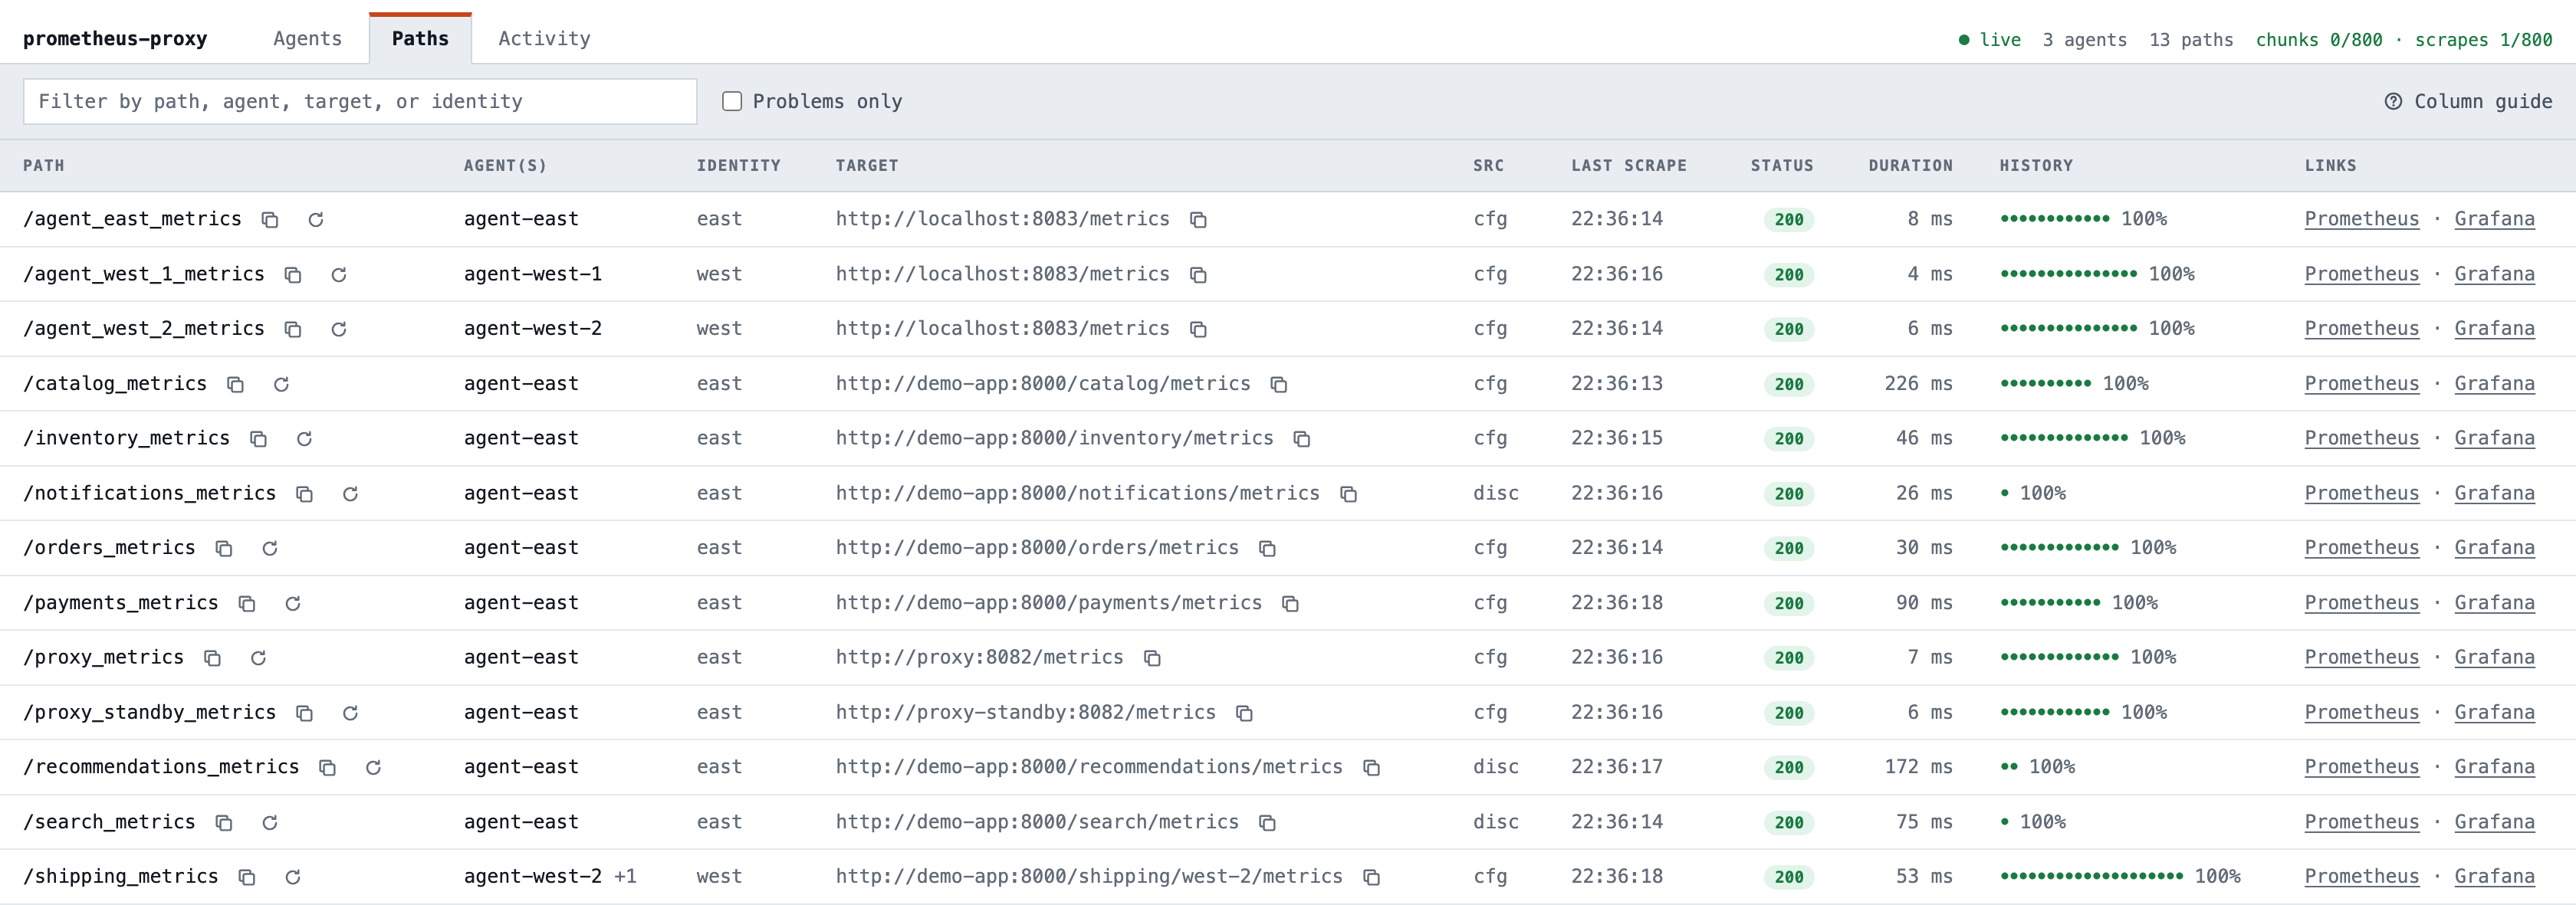 prometheus-proxy Agents Paths Activity live 3 agents 13 paths chunks 0/800 · scrapes 1/800
Filter by path, agent, target, or identity Problems only Column guide
PATH AGENT(S) IDENTITY TARGET SRC LAST SCRAPE STATUS DURATION HISTORY LINKS
/agent_east_metrics agent-east east http://localhost:8083/metrics cfg 22:36:14 200 8 ms 100% Prometheus · Grafana
/agent_west_1_metrics agent-west-1 west http://localhost:8083/metrics cfg 22:36:16 200 4 ms 100% Prometheus · Grafana
/agent_west_2_metrics agent-west-2 west http://localhost:8083/metrics cfg 22:36:14 200 6 ms 100% Prometheus · Grafana
/catalog_metrics agent-east east http://demo-app:8000/catalog/metrics cfg 22:36:13 200 226 ms 100% Prometheus · Grafana
/inventory_metrics agent-east east http://demo-app:8000/inventory/metrics cfg 22:36:15 200 46 ms 100% Prometheus · Grafana
/notifications_metrics agent-east east http://demo-app:8000/notifications/metrics disc 22:36:16 200 26 ms 100% Prometheus · Grafana
/orders_metrics agent-east east http://demo-app:8000/orders/metrics cfg 22:36:14 200 30 ms 100% Prometheus · Grafana
/payments_metrics agent-east east http://demo-app:8000/payments/metrics cfg 22:36:18 200 90 ms 100% Prometheus · Grafana
/proxy_metrics agent-east east http://proxy:8082/metrics cfg 22:36:16 200 7 ms 100% Prometheus · Grafana
/proxy_standby_metrics agent-east east http://proxy-standby:8082/metrics cfg 22:36:16 200 6 ms 100% Prometheus · Grafana
/recommendations_metrics agent-east east http://demo-app:8000/recommendations/metrics disc 22:36:17 200 172 ms 100% Prometheus · Grafana
/search_metrics agent-east east http://demo-app:8000/search/metrics disc 22:36:14 200 75 ms 100% Prometheus · Grafana
/shipping_metrics agent-west-2 +1 west http://demo-app:8000/shipping/west-2/metrics cfg 22:36:18 200 53 ms 100% Prometheus · Grafana